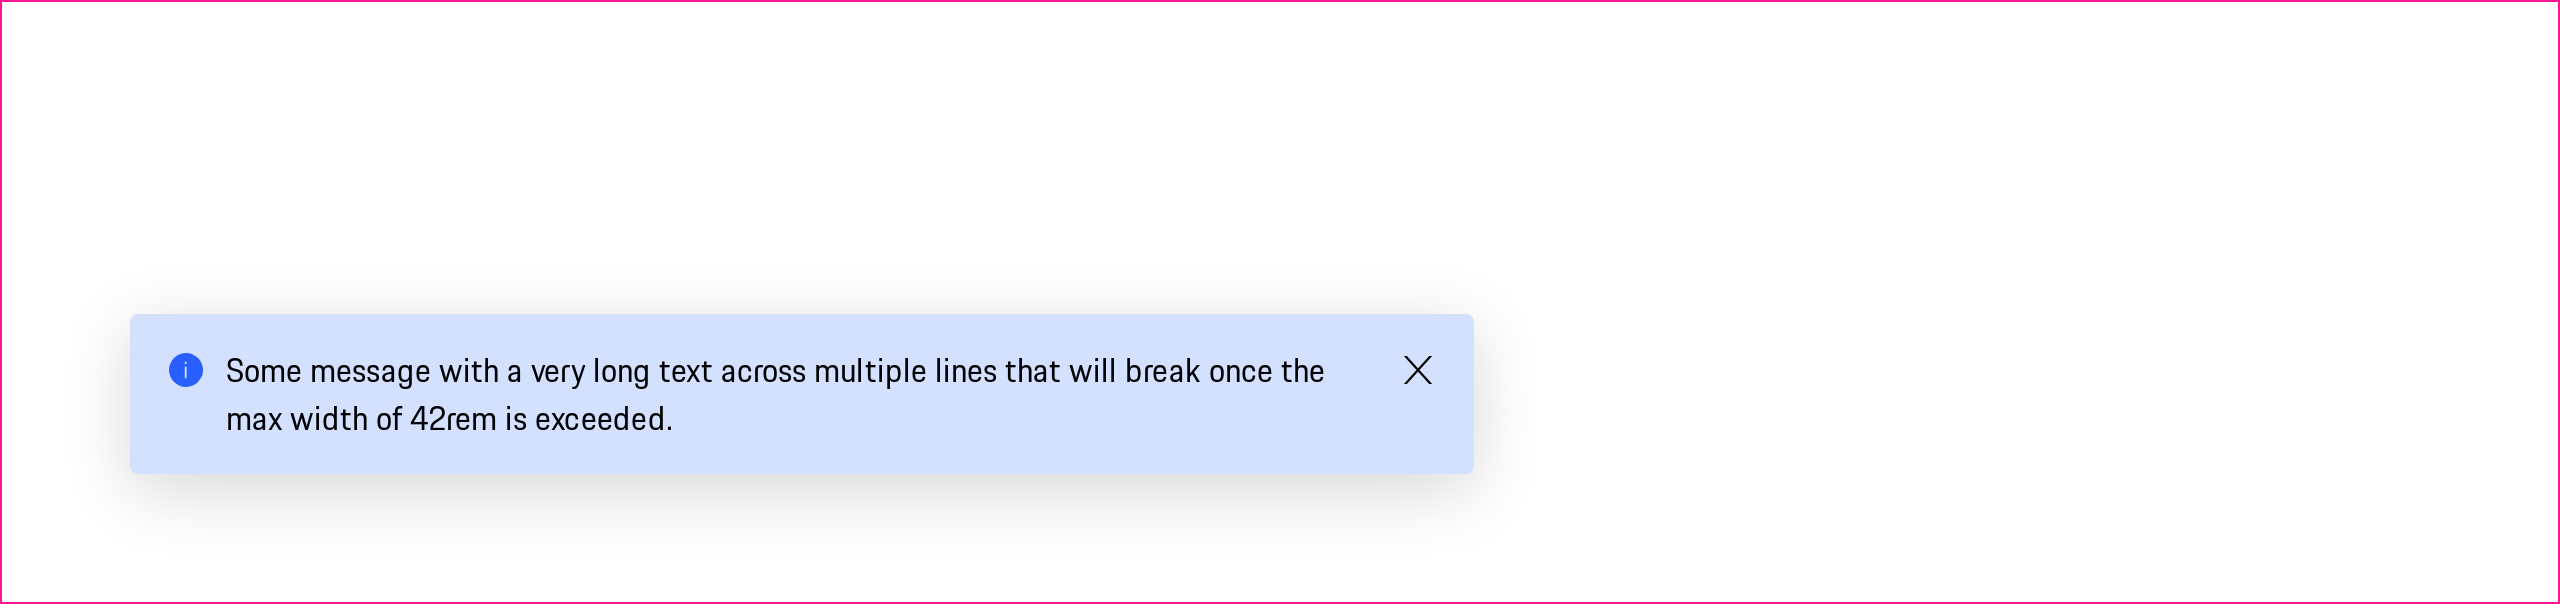 Some message with a very long text across multiple lines that will break once the
max width of 42rem is exceeded.